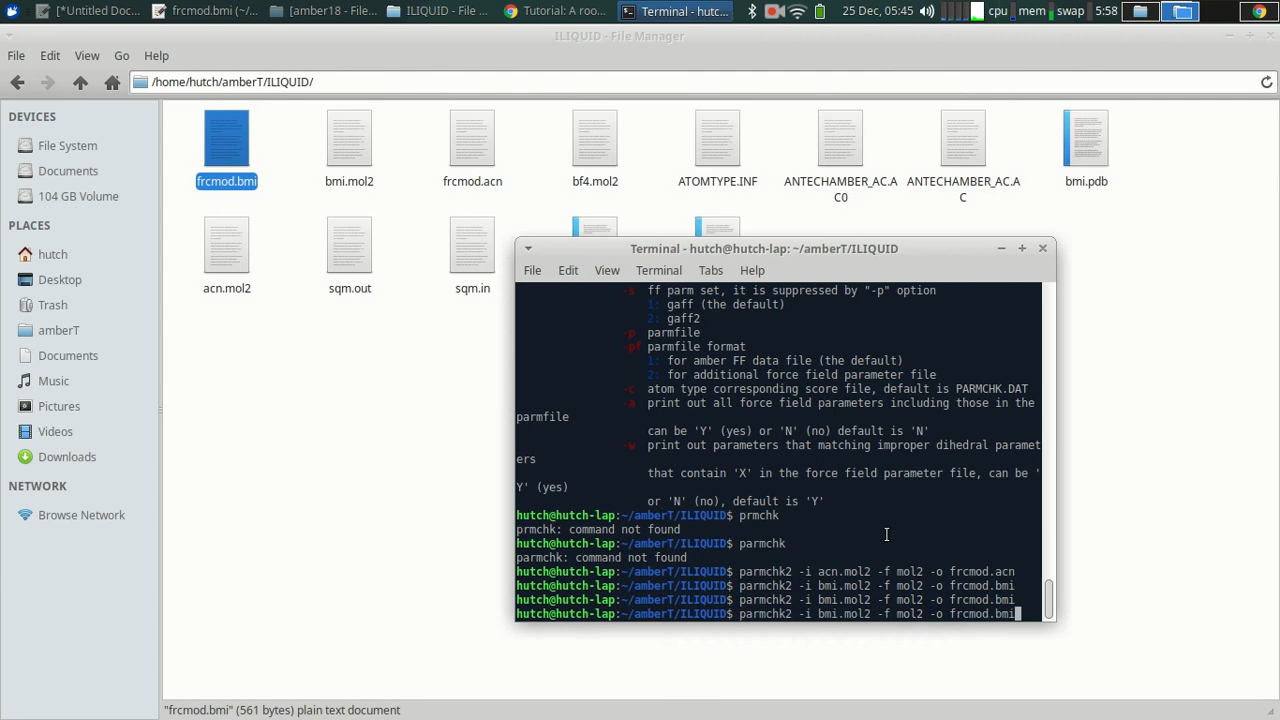 [*Untitled Doc...
frcmod.bmi (~/...
[amber18 - File...
ILIQUID - File ...
Tutorial: A roo...
Terminal - hutc...
25 Dec, 05:45
cpu
mem
swap
5:58
ILIQUID - File Manager
File Edit View Go Help
/home/hutch/amberT/ILIQUID/
DEVICES
File System
Documents
104 GB Volume
PLACES
hutch
Desktop
Trash
amberT
Documents
Music
Pictures
Videos
Downloads
NETWORK
Browse Network
frcmod.bmi
bmi.mol2
frcmod.acn
bf4.mol2
ATOMTYPE.INF
ANTECHAMBER_AC.A
C0
ANTECHAMBER_AC.A
C
bmi.pdb
acn.mol2
sqm.out
sqm.in
Terminal - hutch@hutch-lap: ~/amberT/ILIQUID
File Edit View Terminal Tabs Help
-s ff parm set, it is suppressed by "-p" option
1: gaff (the default)
2: gaff2
-p parmfile
-pf parmfile format
1: for amber FF data file (the default)
2: for additional force field parameter file
-c atom type corresponding score file, default is PARMCHK.DAT
-a print out all force field parameters including those in the
parmfile
can be 'Y' (yes) or 'N' (no) default is 'N'
-w print out parameters that matching improper dihedral paramet
ers
that contain 'X' in the force field parameter file, can be '
Y' (yes)
or 'N' (no), default is 'Y'
hutch@hutch-lap:~/amberT/ILIQUID$ prmchk
prmchk: command not found
hutch@hutch-lap:~/amberT/ILIQUID$ parmchk
parmchk: command not found
hutch@hutch-lap:~/amberT/ILIQUID$ parmchk2 -i acn.mol2 -f mol2 -o frcmod.acn
hutch@hutch-lap:~/amberT/ILIQUID$ parmchk2 -i bmi.mol2 -f mol2 -o frcmod.bmi
hutch@hutch-lap:~/amberT/ILIQUID$ parmchk2 -i bmi.mol2 -f mol2 -o frcmod.bmi
hutch@hutch-lap:~/amberT/ILIQUID$ parmchk2 -i bmi.mol2 -f mol2 -o frcmod.bmi
"frcmod.bmi" (561 bytes) plain text document